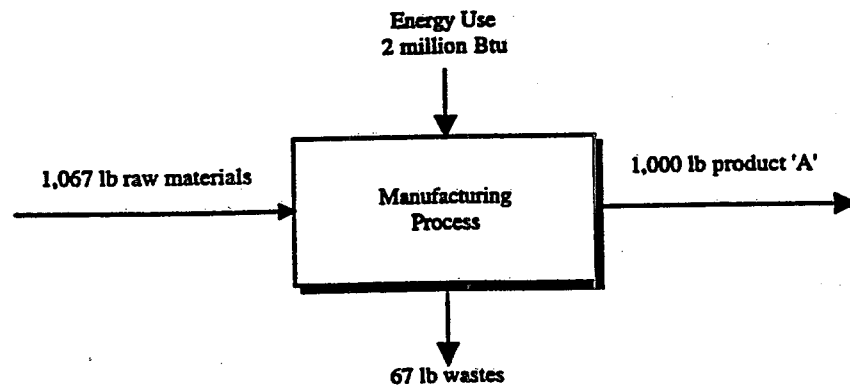 Energy Use
2 million Btu
1,067 lb raw materials
Manufacturing
Process
1,000 lb product 'A'
67 lb wastes